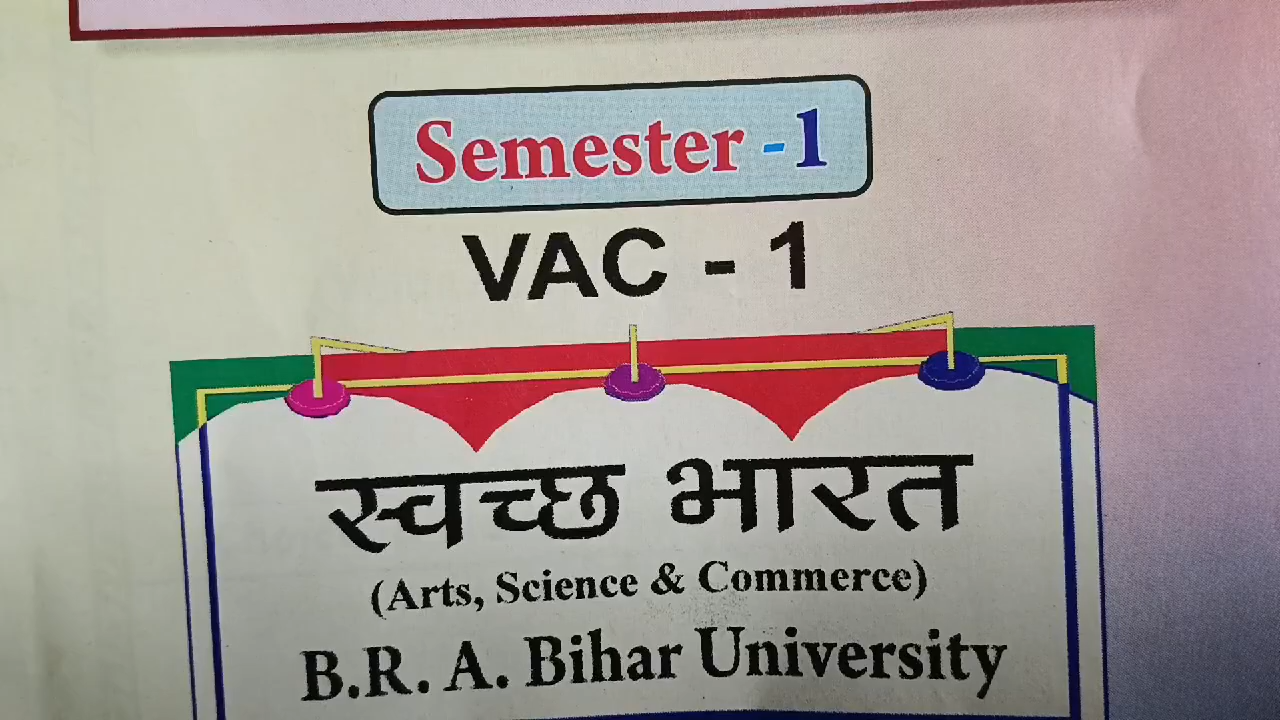 Semester -1
VAC - 1
स्वच्छ भारत
(Arts, Science & Commerce)
B.R. A. Bihar University